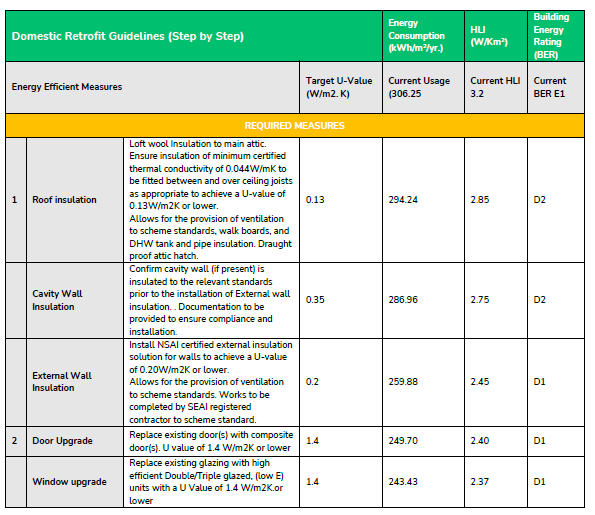 Domestic Retrofit Guidelines (Step by Step)
Energy
Consumption
(kWh/m²/yr.)
HLI
(W/Km²)
Building
Energy
Rating
(BER)
Energy Efficient Measures
Target U-Value
(W/m2. K)
Current Usage
(306.25
Current HLI
3.2
Current
BER E1
REQUIRED MEASURES
1
Roof insulation
Loft wool Insulation to main attic.
Ensure insulation of minimum certified
thermal conductivity of 0.044W/mK to
be fitted between and over ceiling joists
as appropriate to achieve a U-value of
0.13W/m2K or lower.
Allows for the provision of ventilation
to scheme standards, walk boards, and
DHW tank and pipe insulation. Draught
proof attic hatch.
0.13
294.24
2.85
D2
Cavity Wall
Insulation
Confirm cavity wall (if present) is
insulated to the relevant standards
prior to the installation of External wall
insulation. . Documentation to be
provided to ensure compliance and
installation.
0.35
286.96
2.75
D2
External Wall
Insulation
Install NSAI certified external insulation
solution for walls to achieve a U-value
of 0.20W/m2K or lower.
Allows for the provision of ventilation
to scheme standards. Works to be
completed by SEAI registered
contractor to scheme standard.
0.2
259.88
2.45
D1
2
Door Upgrade
Replace existing door(s) with composite
door(s). U value of 1.4 W/m2K or lower
1.4
249.70
2.40
D1
Window upgrade
Replace existing glazing with high
efficient Double/Triple glazed, (low E)
units with a U Value of 1.4 W/m2K.or
lower
1.4
243.43
2.37
D1